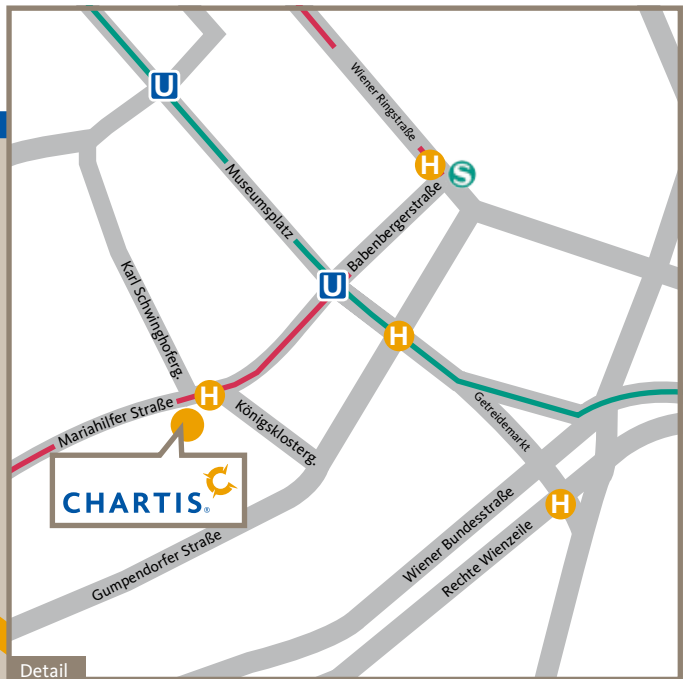 U
Wiener Ringstraße
H
S
Museumsplatz
Babenbergerstraße
Karl Schwinghoferg.
U
H
H
Mariahilfer Straße
Königsklosterg.
Getreidemarkt
CHARTIS®
Wiener Bundesstraße
H
Rechte Wienzeile
Gumpendorfer Straße
Detail